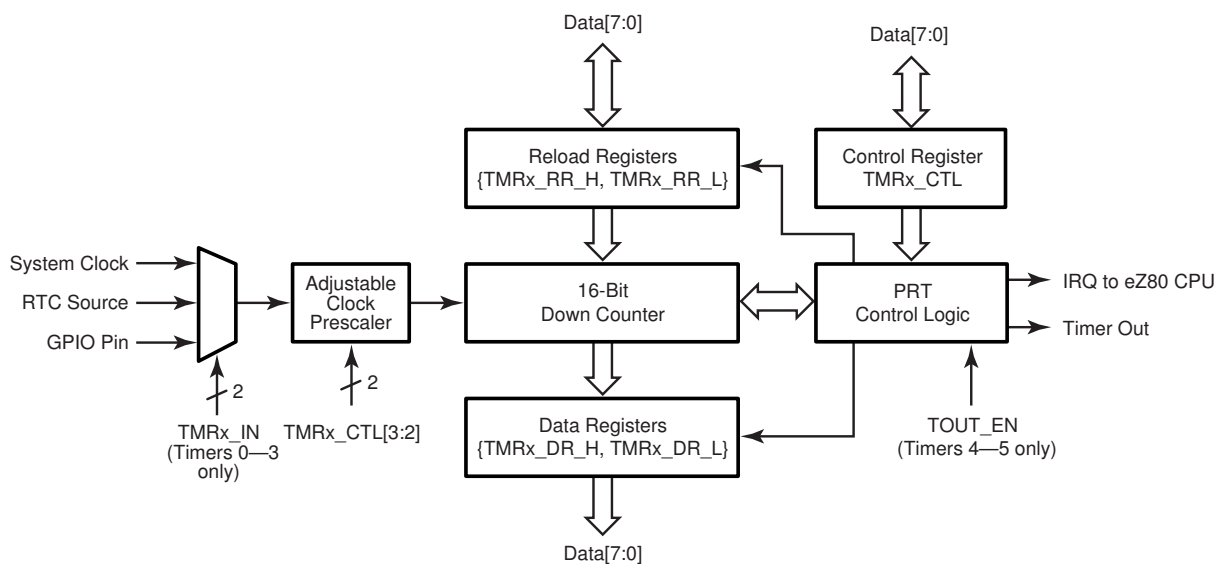 Data[7:0]
Data[7:0]
Reload Registers
{TMRx_RR_H, TMRx_RR_L}
Control Register
TMRx_CTL
System Clock
RTC Source
GPIO Pin
Adjustable
Clock
Prescaler
16-Bit
Down Counter
PRT
Control Logic
IRQ to eZ80 CPU
Timer Out
2
2
TMRx_IN
(Timers 0—3
only)
TMRx_CTL[3:2]
Data Registers
{TMRx_DR_H, TMRx_DR_L}
TOUT_EN
(Timers 4—5 only)
Data[7:0]